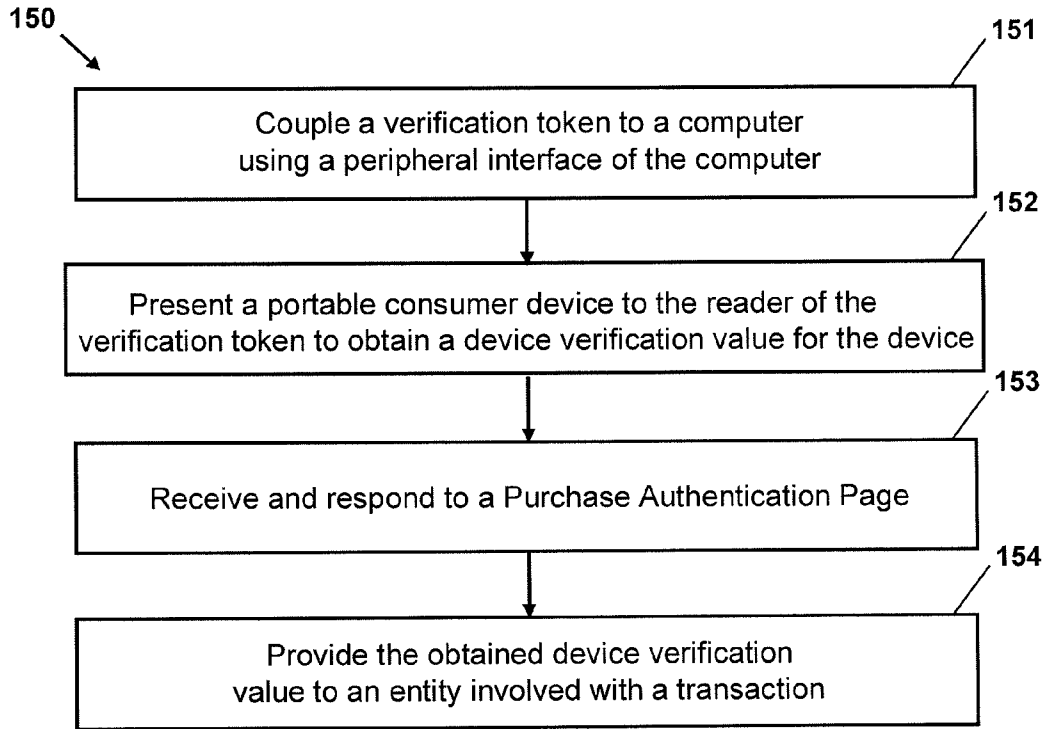 150
151
Couple a verification token to a computer
using a peripheral interface of the computer
152
Present a portable consumer device to the reader of the
verification token to obtain a device verification value for the device
153
Receive and respond to a Purchase Authentication Page
154
Provide the obtained device verification
value to an entity involved with a transaction